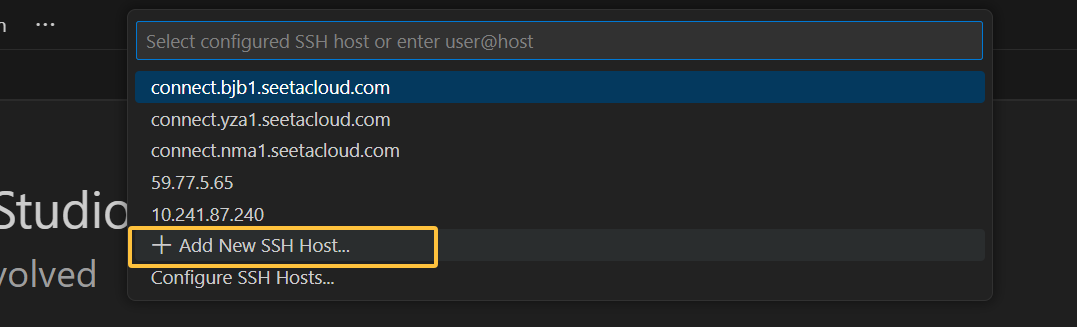 n ...
Select configured SSH host or enter user@host
connect.bjb1.seetacloud.com
connect.yza1.seetacloud.com
connect.nma1.seetacloud.com
59.77.5.65
10.241.87.240
Studio
+ Add New SSH Host...
volved
Configure SSH Hosts...